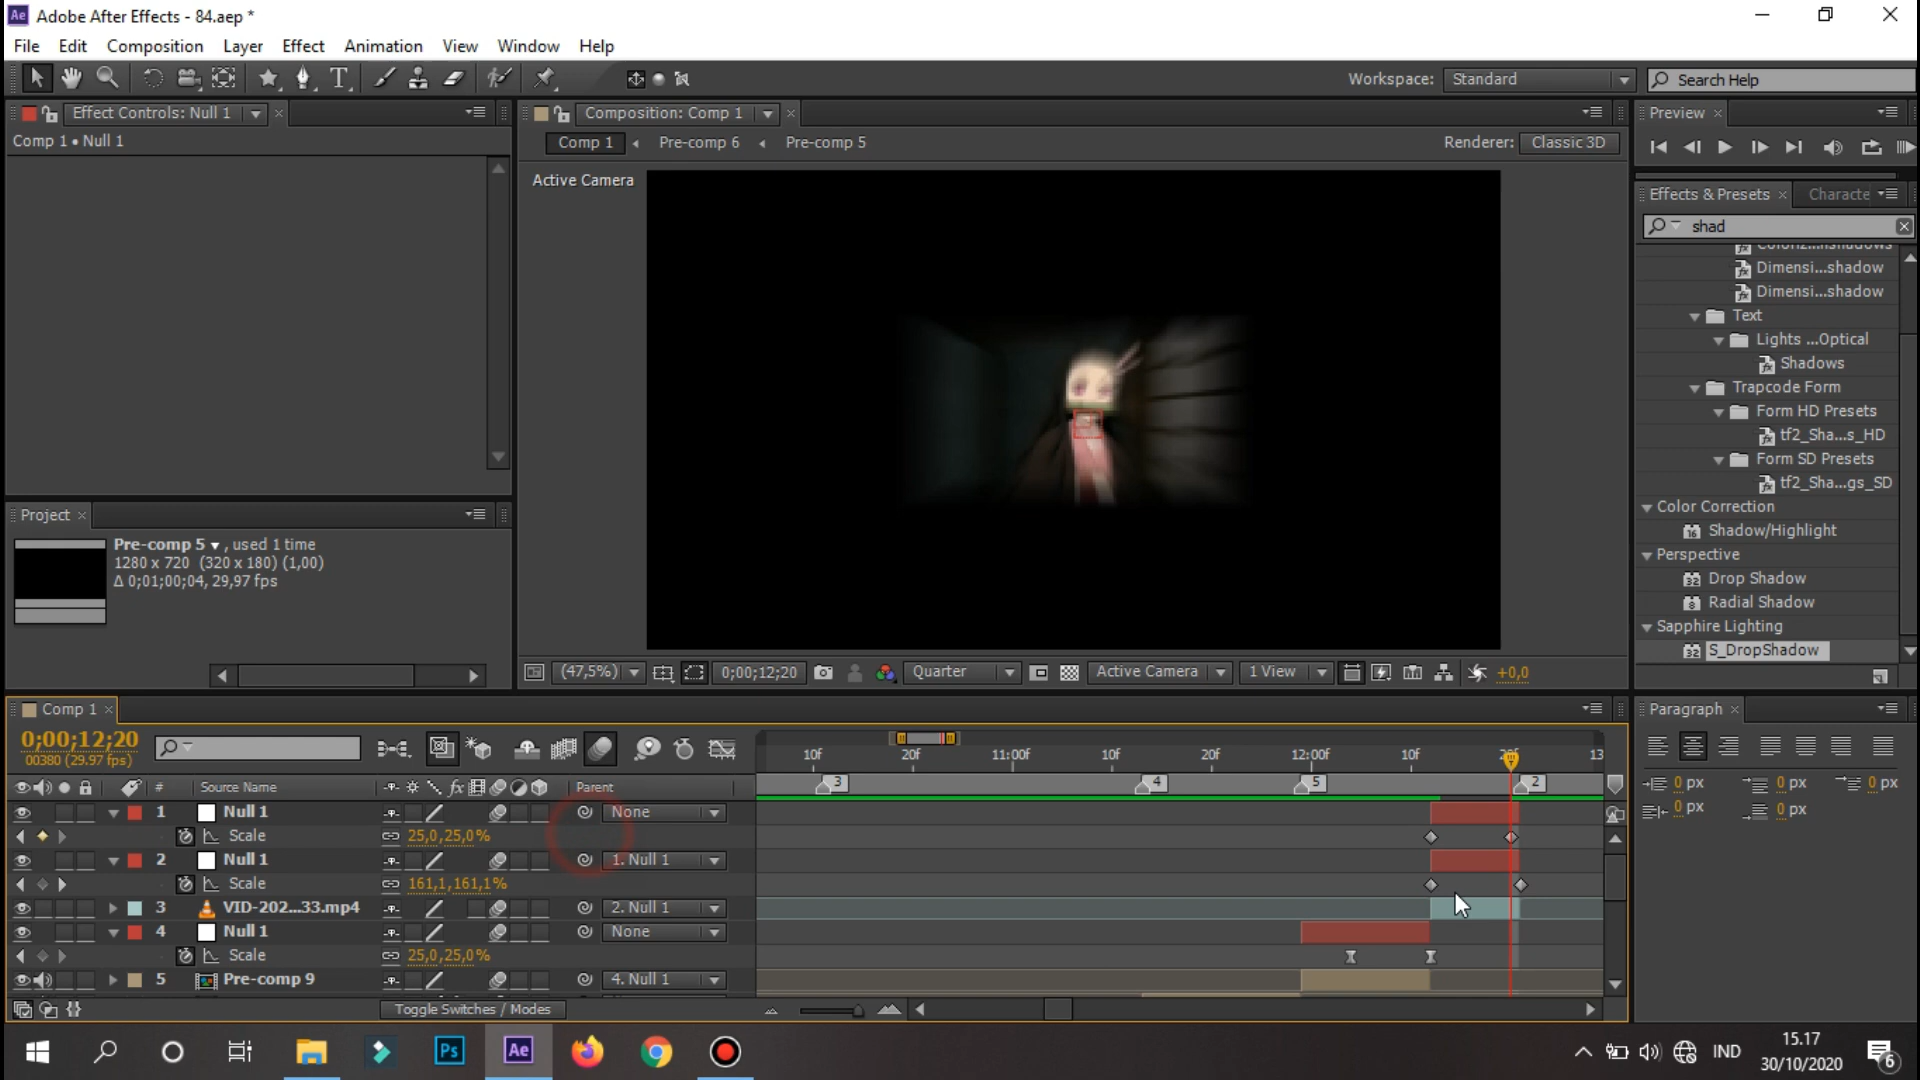 Ae Adobe After Effects - 84.aep *
File Edit Composition Layer Effect Animation View Window Help
Workspace: Standard Search Help
Effect Controls: Null 1
Comp 1 • Null 1
Composition: Comp 1
Comp 1 Pre-comp 6 Pre-comp 5
Renderer: Classic 3D
Active Camera
Preview
Effects & Presets Characte
shad
Dimensi...shadow
Dimensi...shadow
Text
Lights ...Optical
Shadows
Trapcode Form
Form HD Presets
tf2_Sha...s_HD
Form SD Presets
tf2_Sha...gs_SD
Color Correction
Shadow/Highlight
Perspective
Drop Shadow
Radial Shadow
Sapphire Lighting
S_DropShadow
Project
Pre-comp 5 , used 1 time
1280 x 720 (320 x 180) (1,00)
Δ 0;01;00;04, 29,97 fps
(47,5%) 0;00;12;20 Quarter Active Camera 1 View +0,0
Comp 1
0;00;12;20
00380 (29.97 fps)
10f 20f 11:00f 10f 20f 12:00f 10f 20f 13
3 4 5 2
# Source Name fx Parent
1 Null 1 None
Scale 25,0,25,0%
2 Null 1 1. Null 1
Scale 161,1,161,1%
3 VID-202...33.mp4 2. Null 1
4 Null 1 None
Scale 25,0,25,0%
5 Pre-comp 9 4. Null 1
Toggle Switches / Modes
Paragraph
0 px 0 px 0 px
0 px 0 px
Ps Ae
IND
15.17
30/10/2020
6